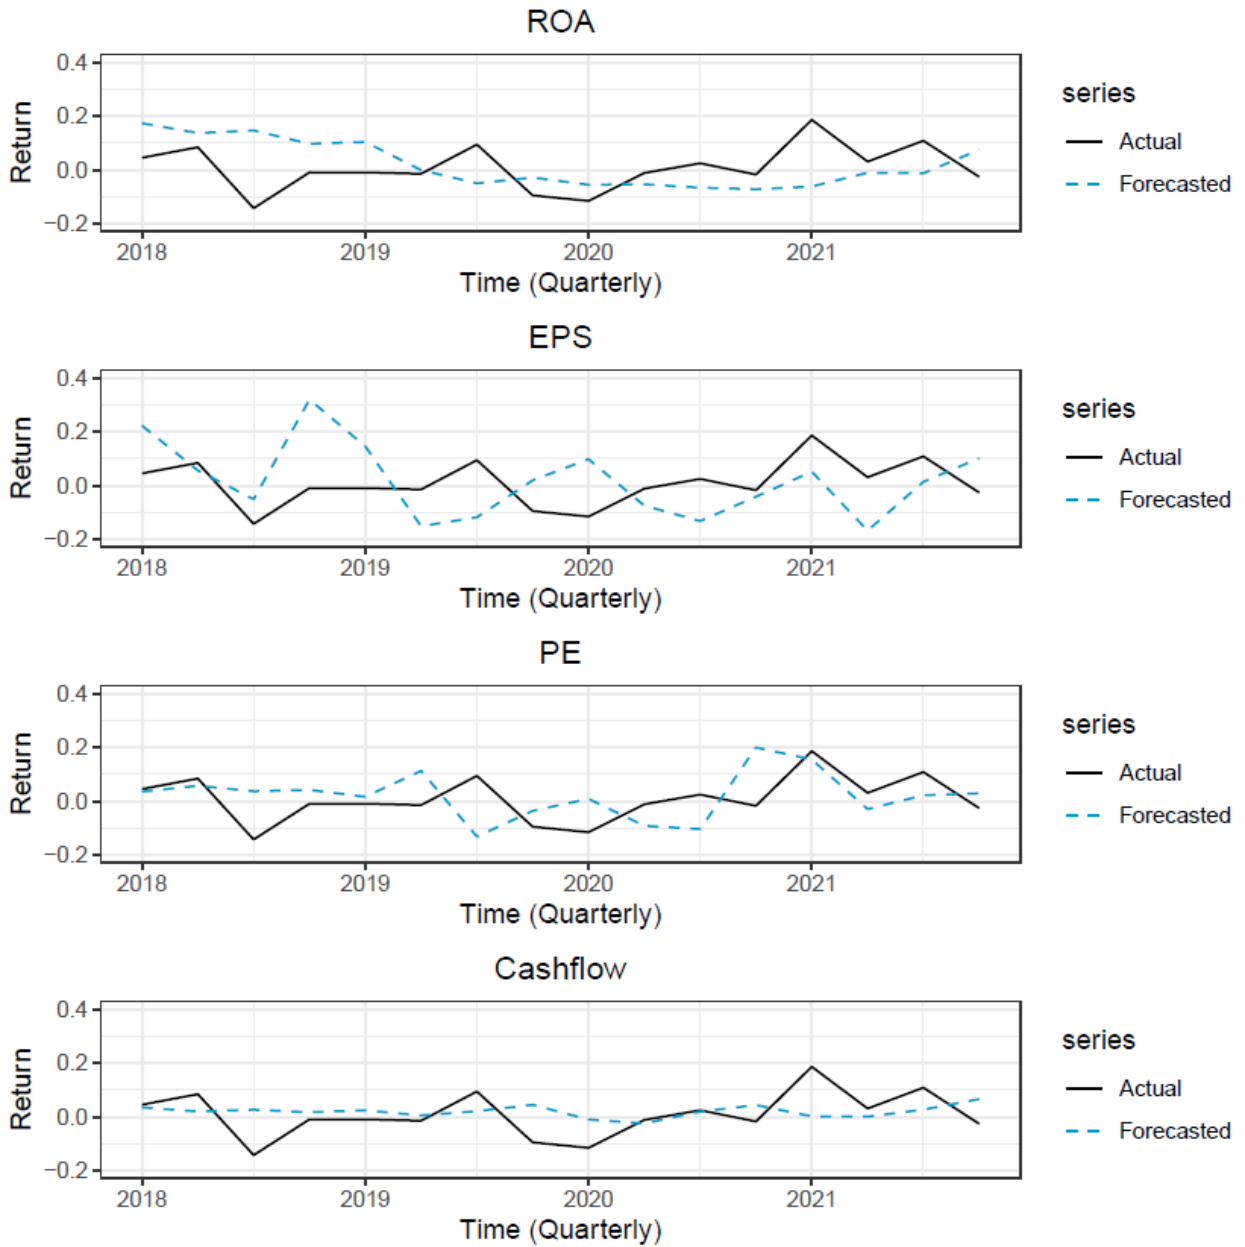 ROA
0.4
0.2
0.0
−0.2
Return
2018 2019 2020 2021
Time (Quarterly)
series
Actual
Forecasted
EPS
0.4
0.2
0.0
−0.2
Return
2018 2019 2020 2021
Time (Quarterly)
series
Actual
Forecasted
PE
0.4
0.2
0.0
−0.2
Return
2018 2019 2020 2021
Time (Quarterly)
series
Actual
Forecasted
Cashflow
0.4
0.2
0.0
−0.2
Return
2018 2019 2020 2021
Time (Quarterly)
series
Actual
Forecasted